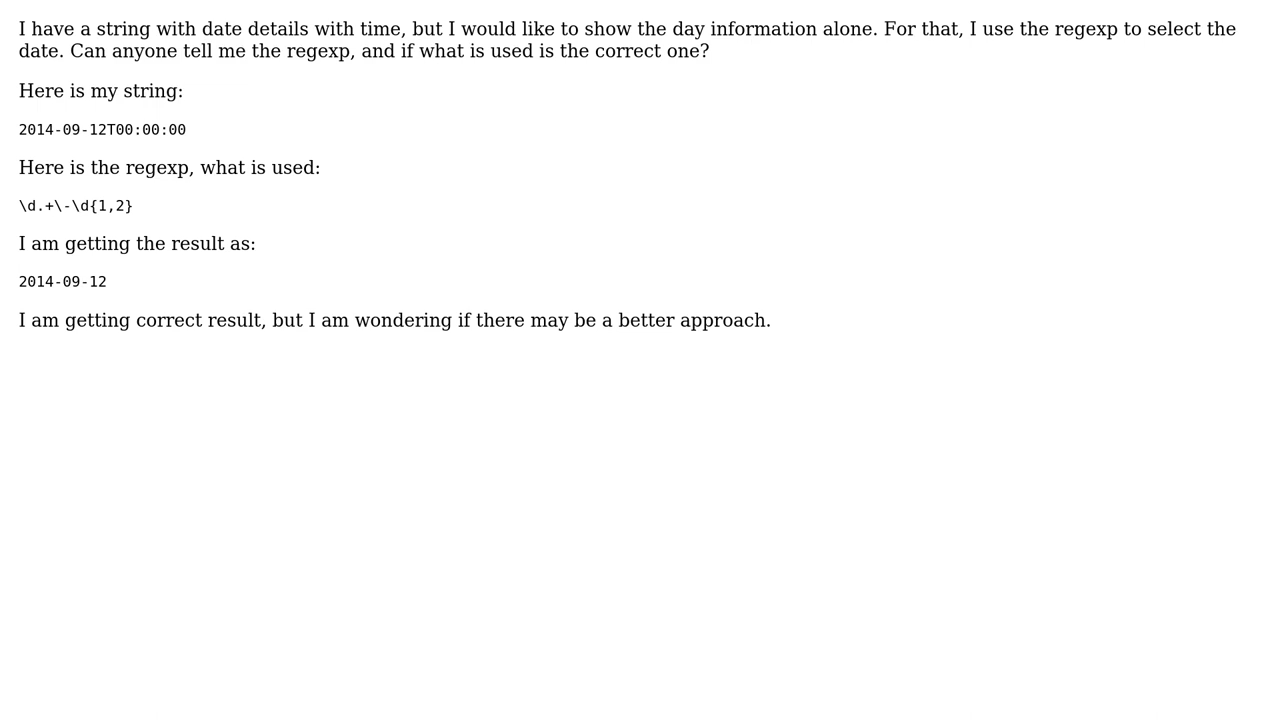 I have a string with date details with time, but I would like to show the day information alone. For that, I use the regexp to select the
date. Can anyone tell me the regexp, and if what is used is the correct one?
Here is my string:
2014-09-12T00:00:00
Here is the regexp, what is used:
\d.+\-\d{1,2}
I am getting the result as:
2014-09-12
I am getting correct result, but I am wondering if there may be a better approach.